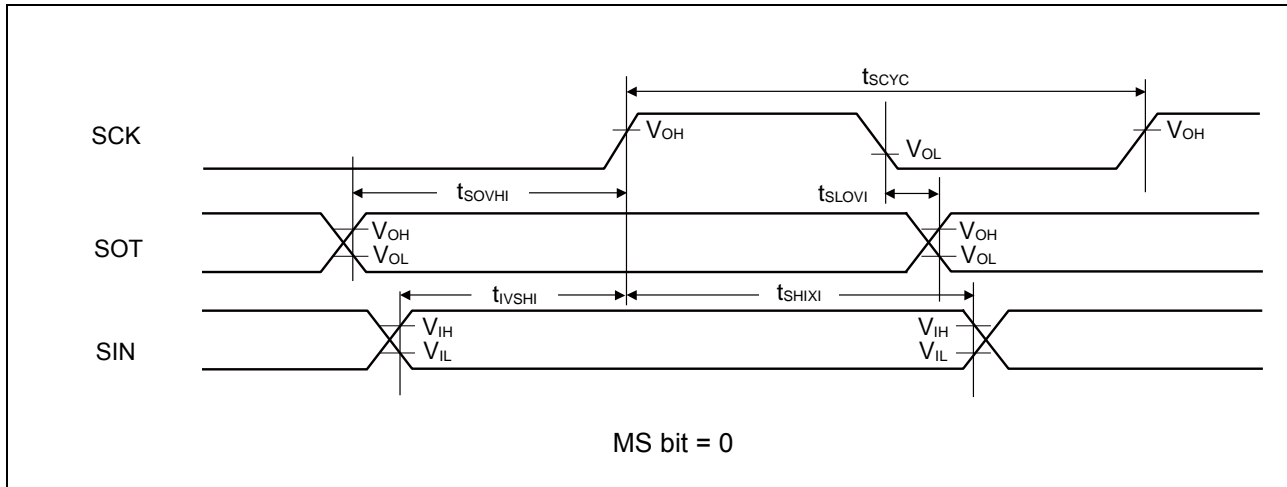 tSCYC
SCK
VOH
VOL
VOH
tSOVHI
tSLOVI
SOT
VOH
VOL
VOH
VOL
tIVSHI
tSHIXI
SIN
VIH
VIL
VIH
VIL
MS bit = 0